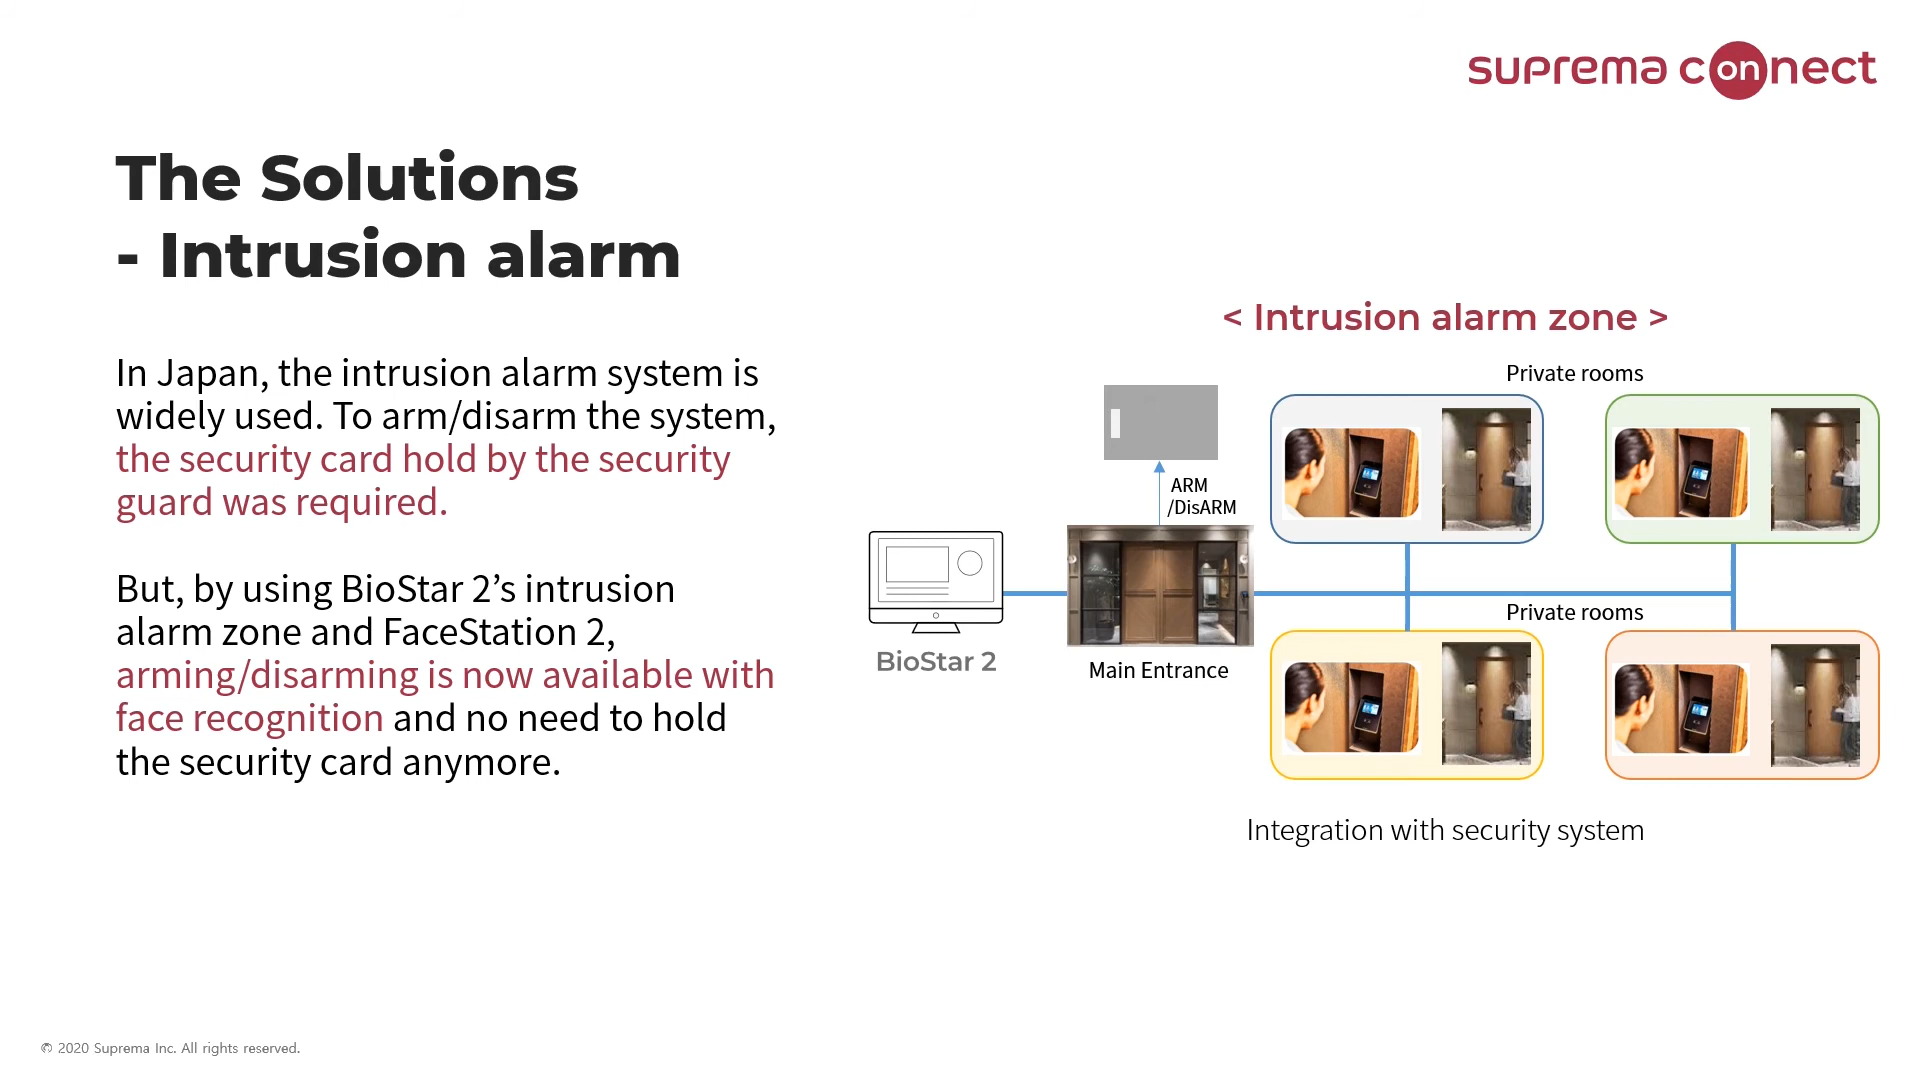 suprema connect
The Solutions
- Intrusion alarm
In Japan, the intrusion alarm system is
widely used. To arm/disarm the system,
the security card hold by the security
guard was required.
But, by using BioStar 2’s intrusion
alarm zone and FaceStation 2,
arming/disarming is now available with
face recognition and no need to hold
the security card anymore.
< Intrusion alarm zone >
Private rooms
ARM
/DisARM
Private rooms
BioStar 2
Main Entrance
Integration with security system
© 2020 Suprema Inc. All rights reserved.